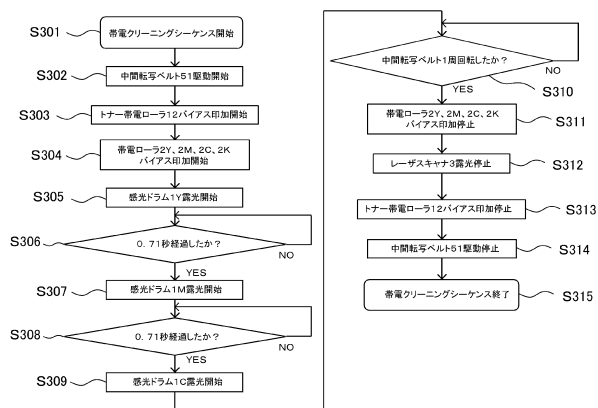 S301
帯電クリーニングシーケンス開始
S302
中間転写ベルト51駆動開始
S303
トナー帯電ローラ12バイアス印加開始
S304
帯電ローラ2Y、2M、2C、2K
バイアス印加開始
S305
感光ドラム1Y露光開始
S306
0.71秒経過したか?
NO
YES
S307
感光ドラム1M露光開始
S308
0.71秒経過したか?
NO
YES
S309
感光ドラム1C露光開始
中間転写ベルト1周回転したか?
NO
YES
S310
帯電ローラ2Y、2M、2C、2K
バイアス印加停止
S311
レーザスキャナ3露光停止
S312
トナー帯電ローラ12バイアス印加停止
S313
中間転写ベルト51駆動停止
S314
帯電クリーニングシーケンス終了
S315